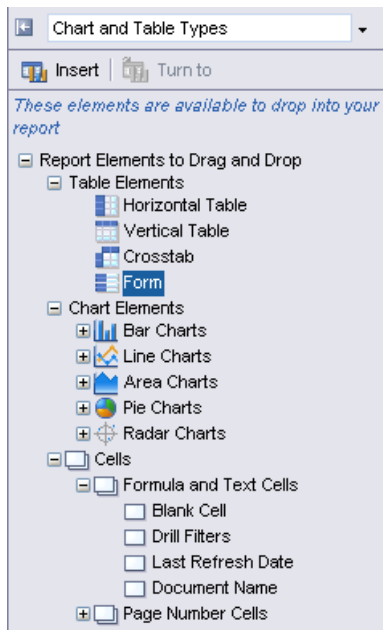 Chart and Table Types
Insert Turn to
These elements are available to drop into your
report
Report Elements to Drag and Drop
Table Elements
Horizontal Table
Vertical Table
Crosstab
Form
Chart Elements
Bar Charts
Line Charts
Area Charts
Pie Charts
Radar Charts
Cells
Formula and Text Cells
Blank Cell
Drill Filters
Last Refresh Date
Document Name
Page Number Cells